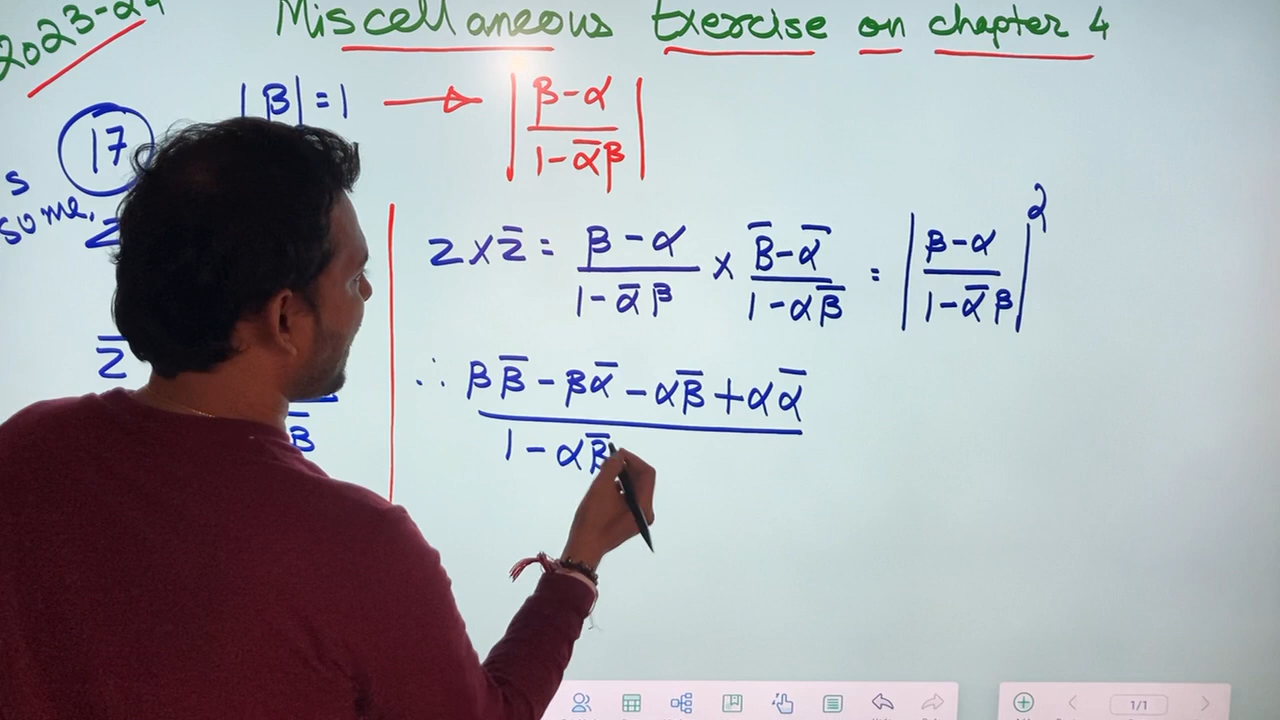 2023-24
Miscellaneous Exercise on chapter 4
17
|β| = 1 → |(β-α)/(1-ᾱβ)|
s
some.
z
z × z̄ = (β-α)/(1-ᾱβ) × (β̄-ᾱ)/(1-αβ̄) = |(β-α)/(1-ᾱβ)|²
z̄
β̄
∴ (ββ̄ - βᾱ - αβ̄ + αᾱ)/(1 - αβ̄
1/1